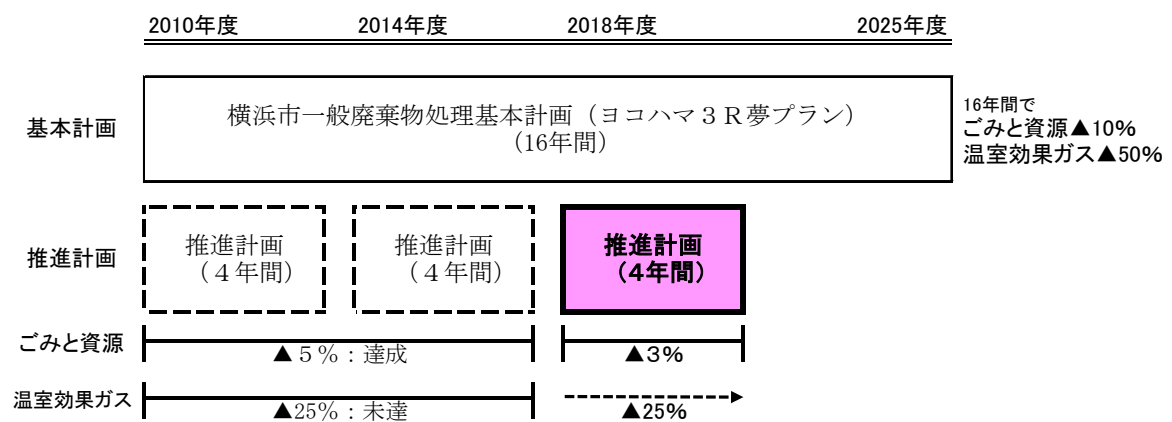 2010年度 2014年度 2018年度 2025年度
基本計画
横浜市一般廃棄物処理基本計画（ヨコハマ３Ｒ夢プラン）
（16年間）
16年間で
ごみと資源▲10%
温室効果ガス▲50%
推進計画
推進計画
（４年間）
推進計画
（４年間）
推進計画
（4年間）
ごみと資源
▲５％：達成
▲3%
温室効果ガス
▲25％：未達
▲25%